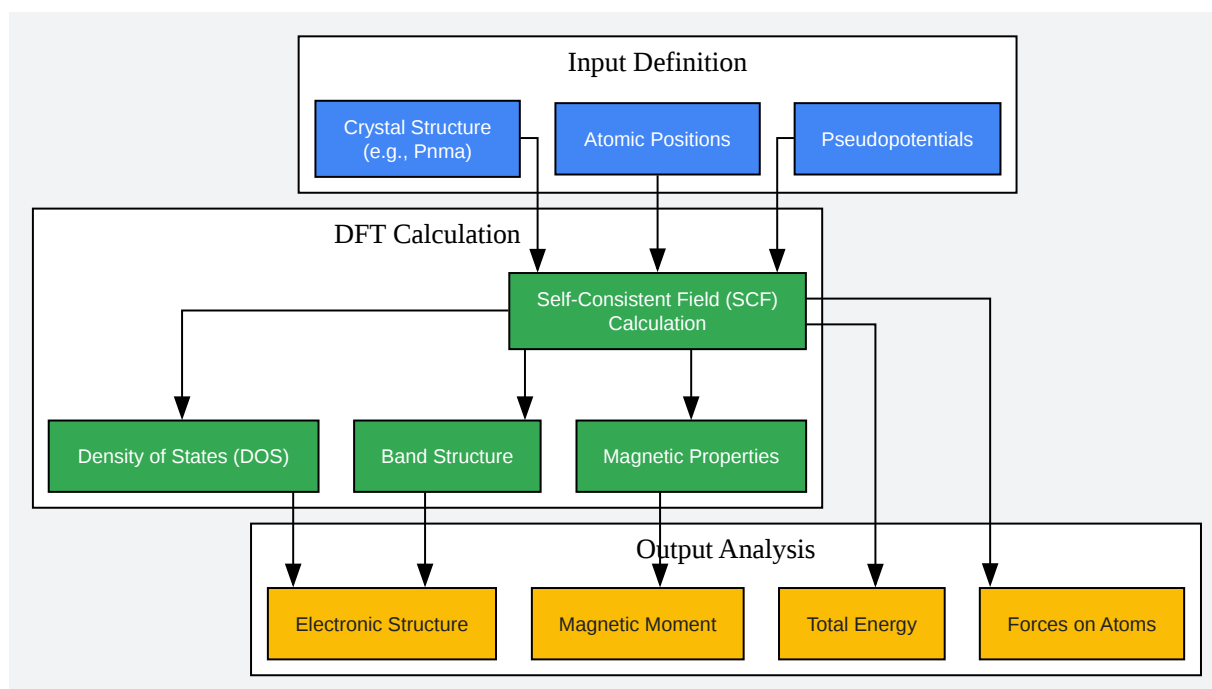 Input Definition
Crystal Structure
(e.g., Pnma)
Atomic Positions
Pseudopotentials
DFT Calculation
Self-Consistent Field (SCF)
Calculation
Density of States (DOS)
Band Structure
Magnetic Properties
Output Analysis
Electronic Structure
Magnetic Moment
Total Energy
Forces on Atoms